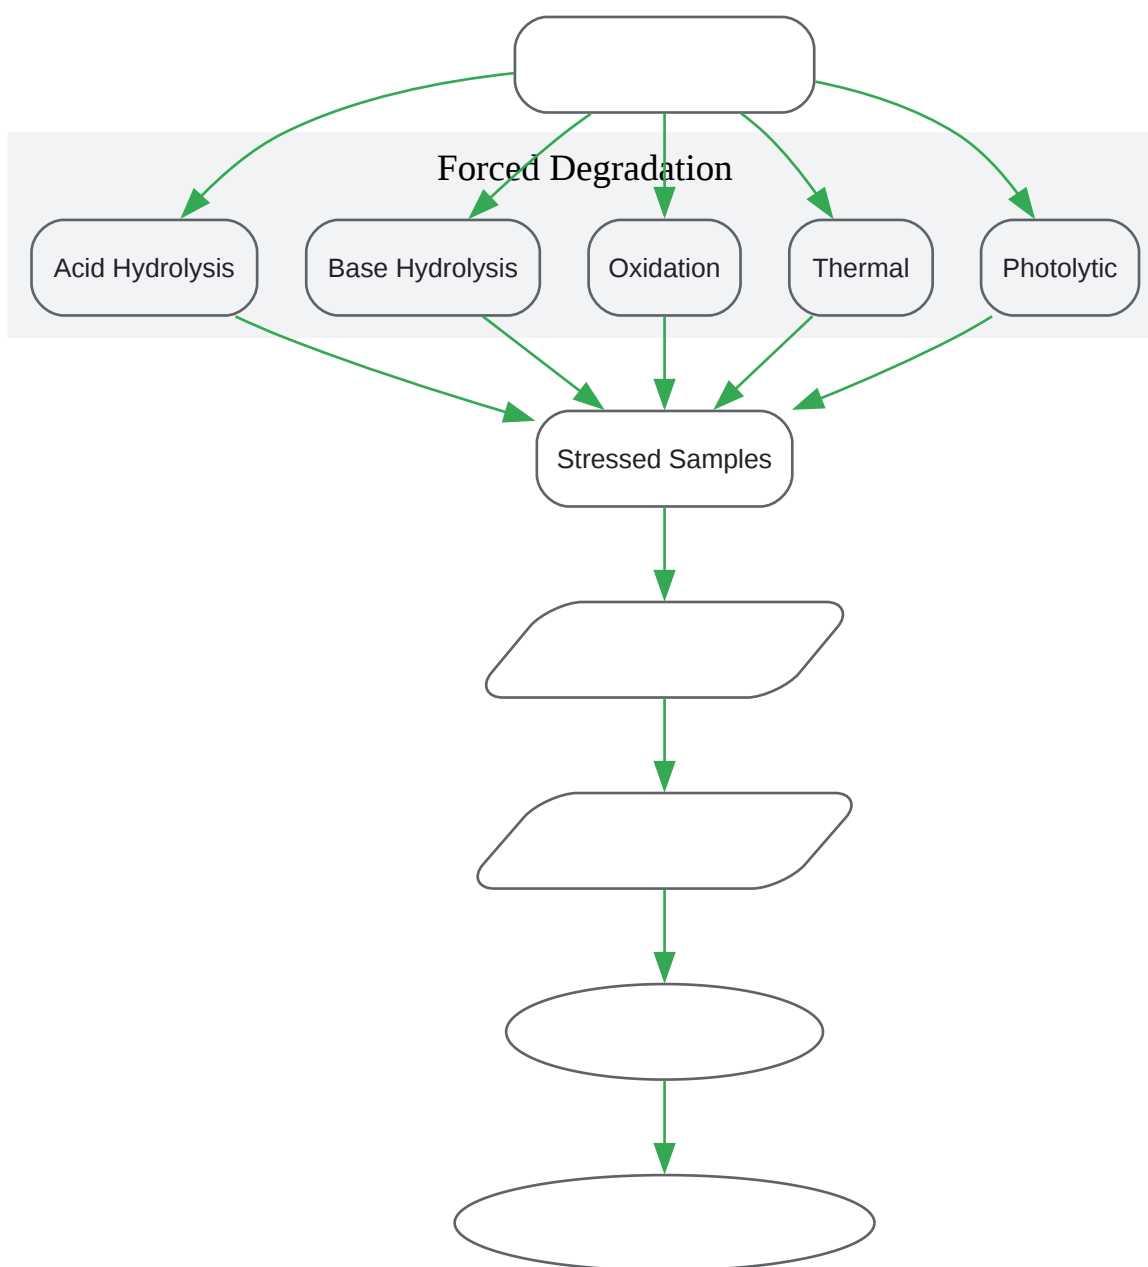 Forced Degradation
Acid Hydrolysis
Base Hydrolysis
Oxidation
Thermal
Photolytic
Stressed Samples